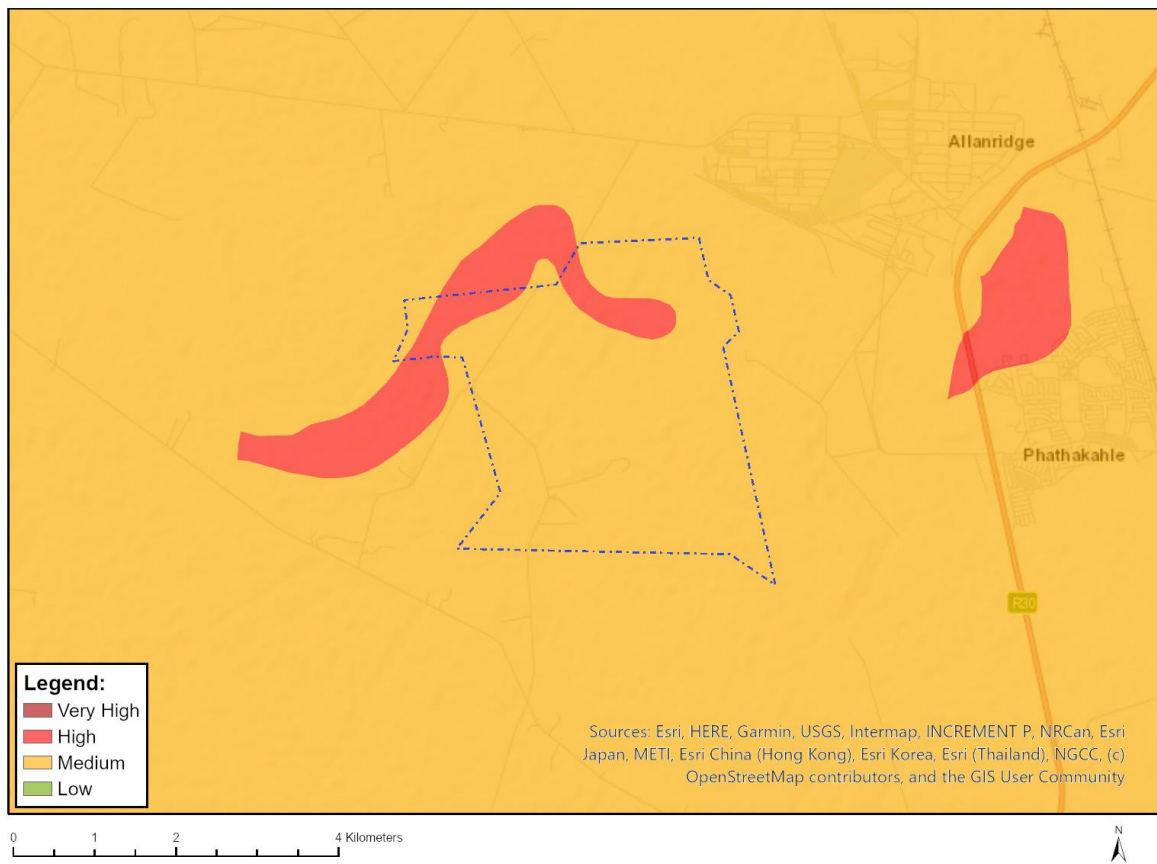 Allanridge
Phathakahle
R30
Legend:
Very High
High
Medium
Low
Sources: Esri, HERE, Garmin, USGS, Intermap, INCREMENT P, NRCan, Esri
Japan, METI, Esri China (Hong Kong), Esri Korea, Esri (Thailand), NGCC, (c)
OpenStreetMap contributors, and the GIS User Community
0 1 2 4 Kilometers
N